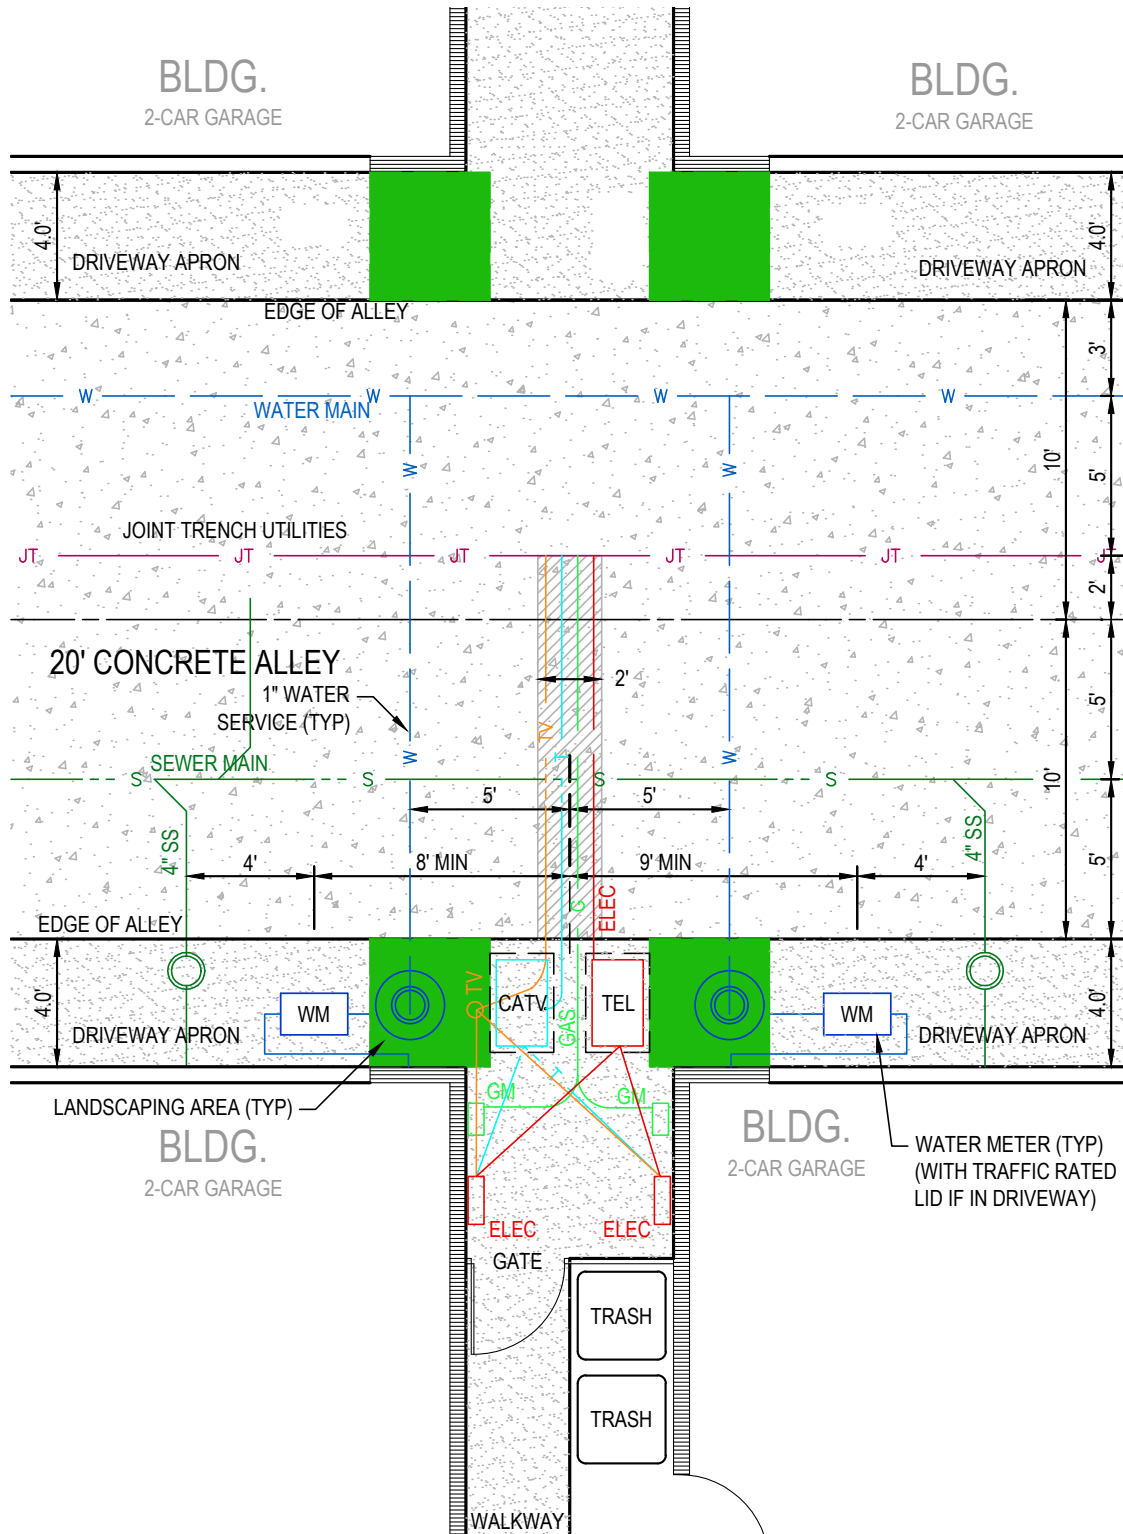 BLDG.
2-CAR GARAGE
BLDG.
2-CAR GARAGE
4.0'
DRIVEWAY APRON
DRIVEWAY APRON
4.0'
EDGE OF ALLEY
3'
W
W
W
W
WATER MAIN
W
W
10'
5'
JOINT TRENCH UTILITIES
JT
JT
JT
JT
JT
JT
2'
20' CONCRETE ALLEY
2'
1" WATER
SERVICE (TYP)
5'
TV
T
W
W
SEWER MAIN
S
S
S
S
10'
5'
5'
4" SS
4'
8' MIN
9' MIN
4'
4" SS
5'
G
ELEC
EDGE OF ALLEY
4.0'
TV
CATV
TEL
GAS
WM
WM
4.0'
DRIVEWAY APRON
DRIVEWAY APRON
T
GM
GM
LANDSCAPING AREA (TYP)
BLDG.
2-CAR GARAGE
BLDG.
2-CAR GARAGE
WATER METER (TYP)
(WITH TRAFFIC RATED
LID IF IN DRIVEWAY)
ELEC
ELEC
GATE
TRASH
TRASH
WALKWAY